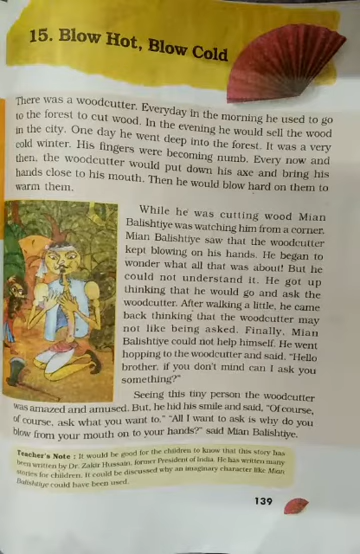 15. Blow Hot, Blow Cold
There was a woodcutter. Everyday in the morning he used to go
to the forest to cut wood. In the evening he would sell the wood
in the city. One day he went deep into the forest. It was a very
cold winter. His fingers were becoming numb. Every now and
then, the woodcutter would put down his axe and bring his
hands close to his mouth. Then he would blow hard on them to
warm them.
While he was cutting wood Mian
Balishtiye was watching him from a corner.
Mian Balishtiye saw that the woodcutter
kept blowing on his hands. He began to
wonder what all that was about! But he
could not understand it. He got up
thinking that he would go and ask the
woodcutter. After walking a little, he came
back thinking that the woodcutter may
not like being asked. Finally, Mian
Balishtiye could not help himself. He went
hopping to the woodcutter and said, "Hello
brother, if you don't mind can I ask you
something?"
Seeing this tiny person the woodcutter
was amazed and amused. But, he hid his smile and said, "Of course,
of course, ask what you want to." "All I want to ask is why do you
blow from your mouth on to your hands?" said Mian Balishtiye.
Teacher's Note : It would be good for the children to know that this story has
been written by Dr. Zakir Hussain, former President of India. He has written many
stories for children. It could be discussed why an imaginary character like Mian
Balishtiye could have been used.
139